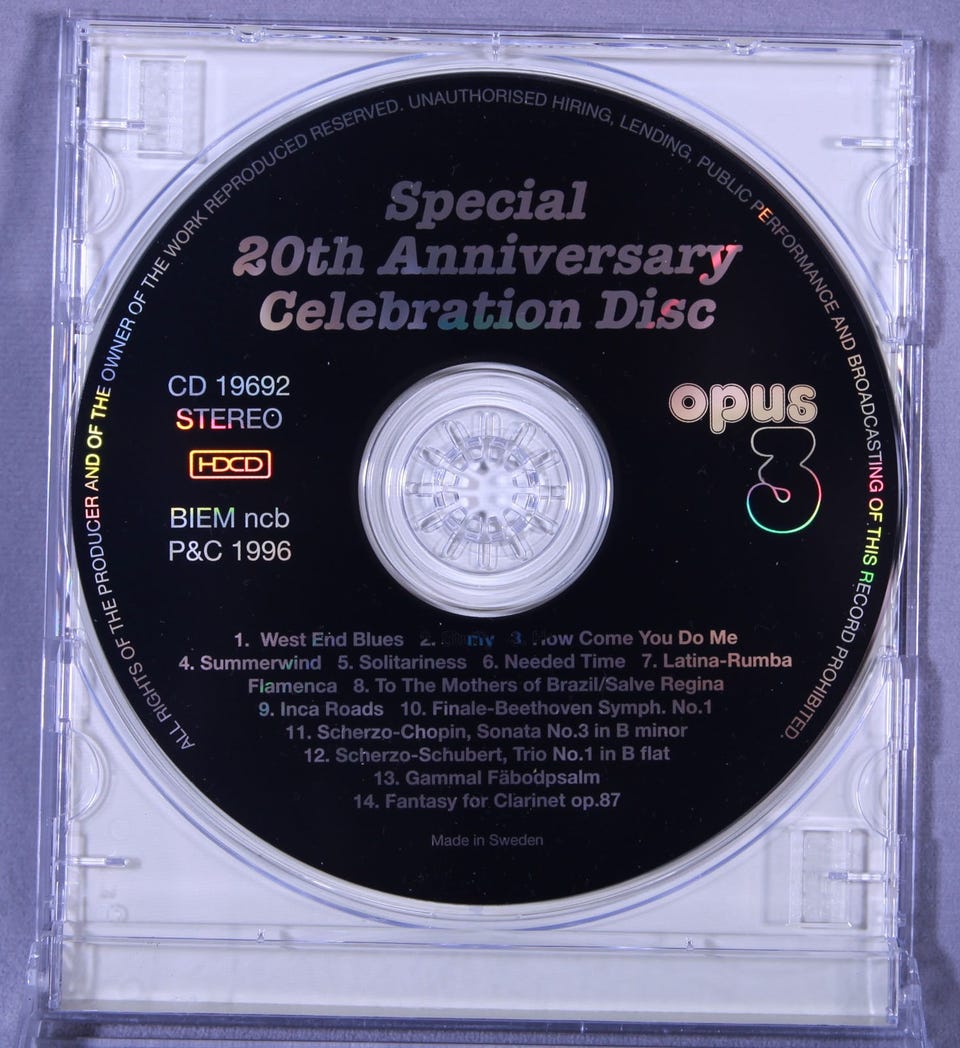 ALL RIGHTS OF THE PRODUCER AND OF THE OWNER OF THE WORK REPRODUCED RESERVED. UNAUTHORISED HIRING, LENDING, PUBLIC PERFORMANCE AND BROADCASTING OF THIS RECORD PROHIBITED.
Special
20th Anniversary
Celebration Disc
CD 19692
STEREO
HDCD
BIEM ncb
P&C 1996
opus
3
1. West End Blues 2. 3. How Come You Do Me
4. Summerwind 5. Solitariness 6. Needed Time 7. Latina-Rumba
Flamenca 8. To The Mothers of Brazil/Salve Regina
9. Inca Roads 10. Finale-Beethoven Symph. No.1
11. Scherzo-Chopin, Sonata No.3 in B minor
12. Scherzo-Schubert, Trio No.1 in B flat
13. Gammal Fäbodpsalm
14. Fantasy for Clarinet op.87
Made in Sweden